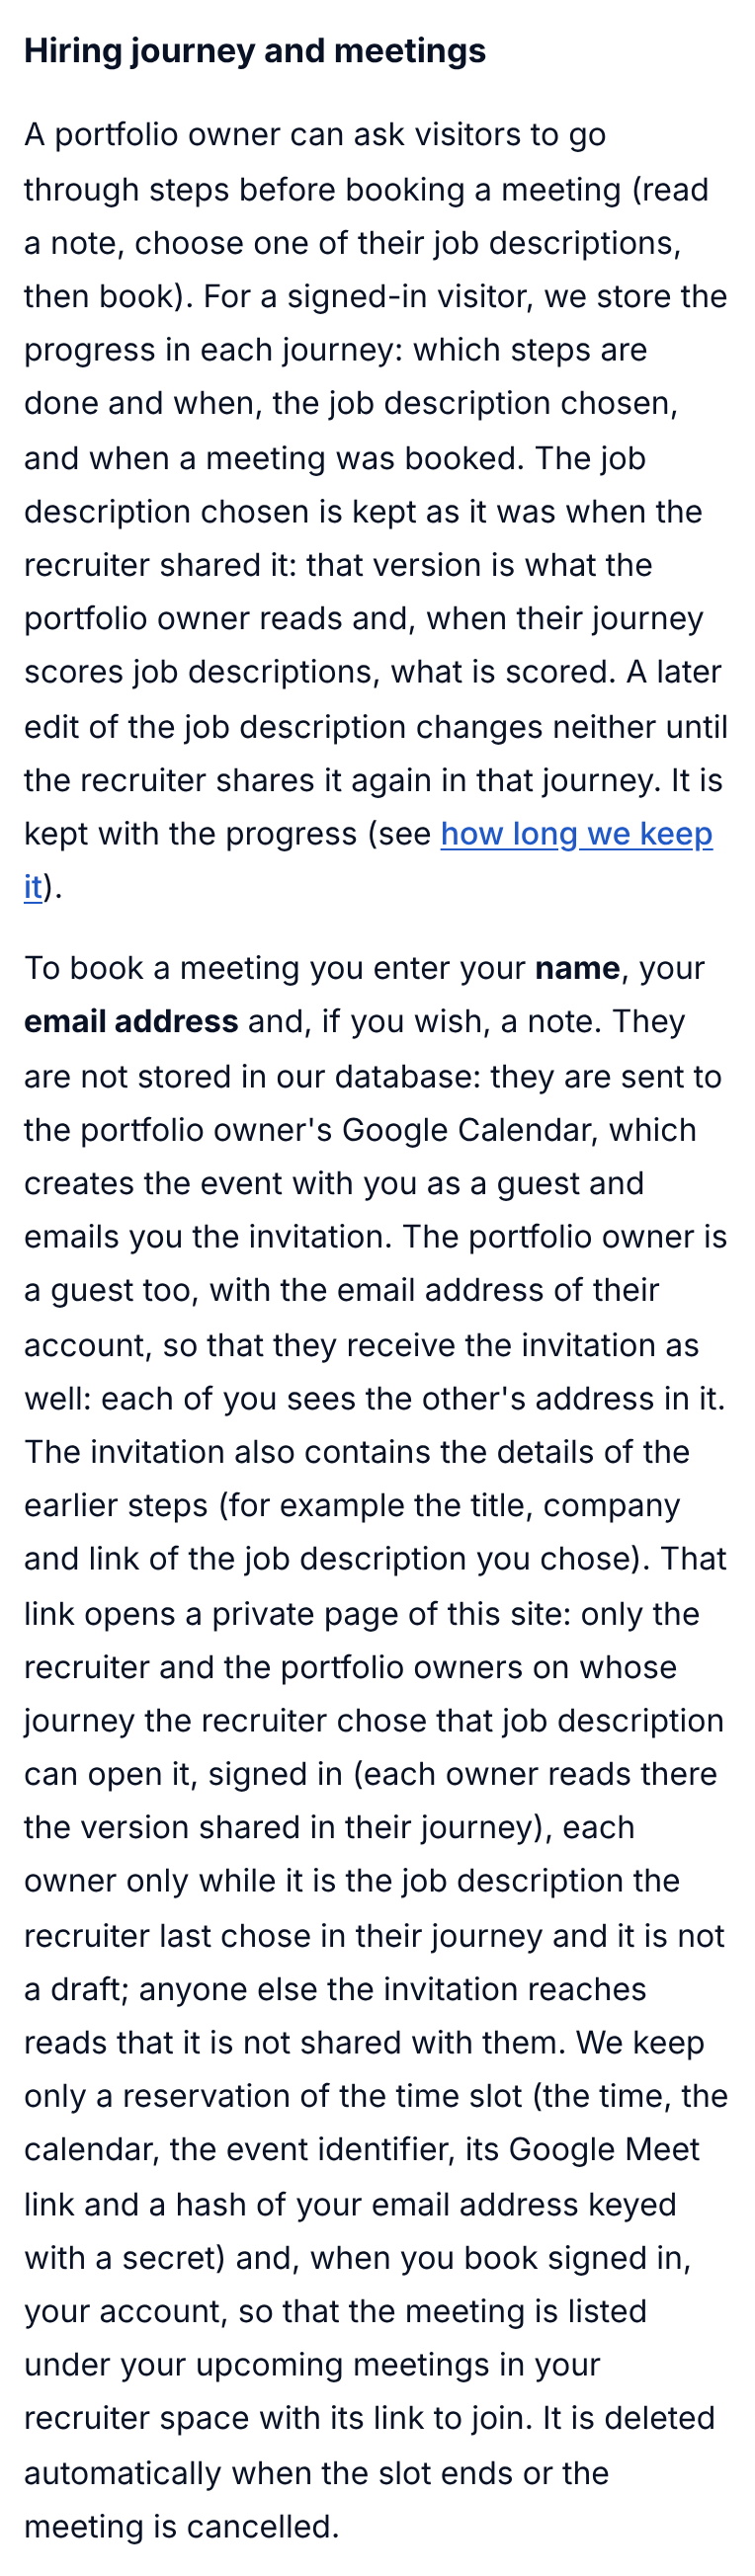 Hiring journey and meetings
A portfolio owner can ask visitors to go
through steps before booking a meeting (read
a note, choose one of their job descriptions,
then book). For a signed-in visitor, we store the
progress in each journey: which steps are
done and when, the job description chosen,
and when a meeting was booked. The job
description chosen is kept as it was when the
recruiter shared it: that version is what the
portfolio owner reads and, when their journey
scores job descriptions, what is scored. A later
edit of the job description changes neither until
the recruiter shares it again in that journey. It is
kept with the progress (see how long we keep
it).
To book a meeting you enter your name, your
email address and, if you wish, a note. They
are not stored in our database: they are sent to
the portfolio owner's Google Calendar, which
creates the event with you as a guest and
emails you the invitation. The portfolio owner is
a guest too, with the email address of their
account, so that they receive the invitation as
well: each of you sees the other's address in it.
The invitation also contains the details of the
earlier steps (for example the title, company
and link of the job description you chose). That
link opens a private page of this site: only the
recruiter and the portfolio owners on whose
journey the recruiter chose that job description
can open it, signed in (each owner reads there
the version shared in their journey), each
owner only while it is the job description the
recruiter last chose in their journey and it is not
a draft; anyone else the invitation reaches
reads that it is not shared with them. We keep
only a reservation of the time slot (the time, the
calendar, the event identifier, its Google Meet
link and a hash of your email address keyed
with a secret) and, when you book signed in,
your account, so that the meeting is listed
under your upcoming meetings in your
recruiter space with its link to join. It is deleted
automatically when the slot ends or the
meeting is cancelled.